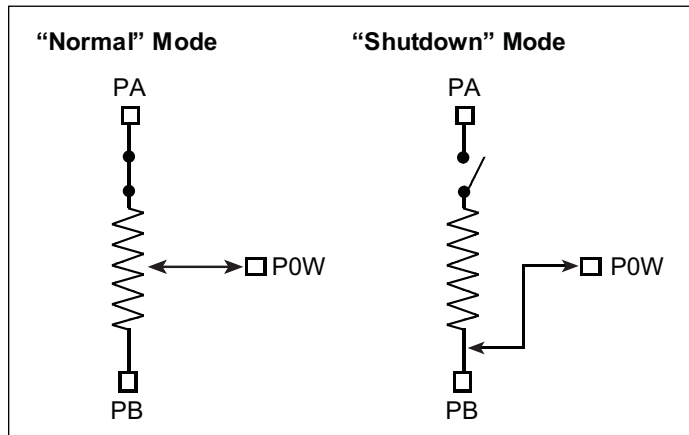 “Normal” Mode
“Shutdown” Mode
PA
PA
P0W
P0W
PB
PB